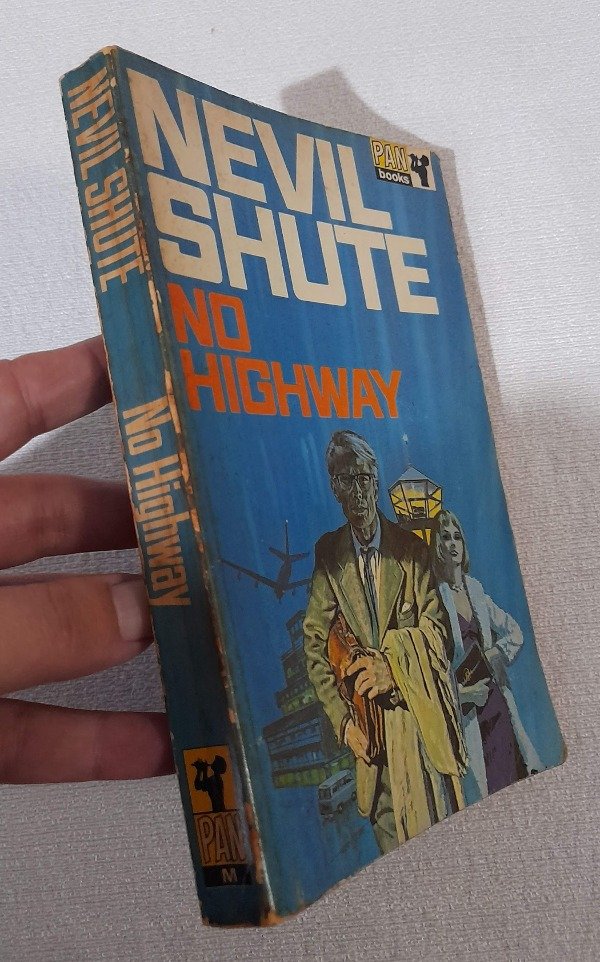 NEVIL
SHUTE
NO
HIGHWAY
PAN
books
NEVIL SHUTE
No Highway
PAN
M